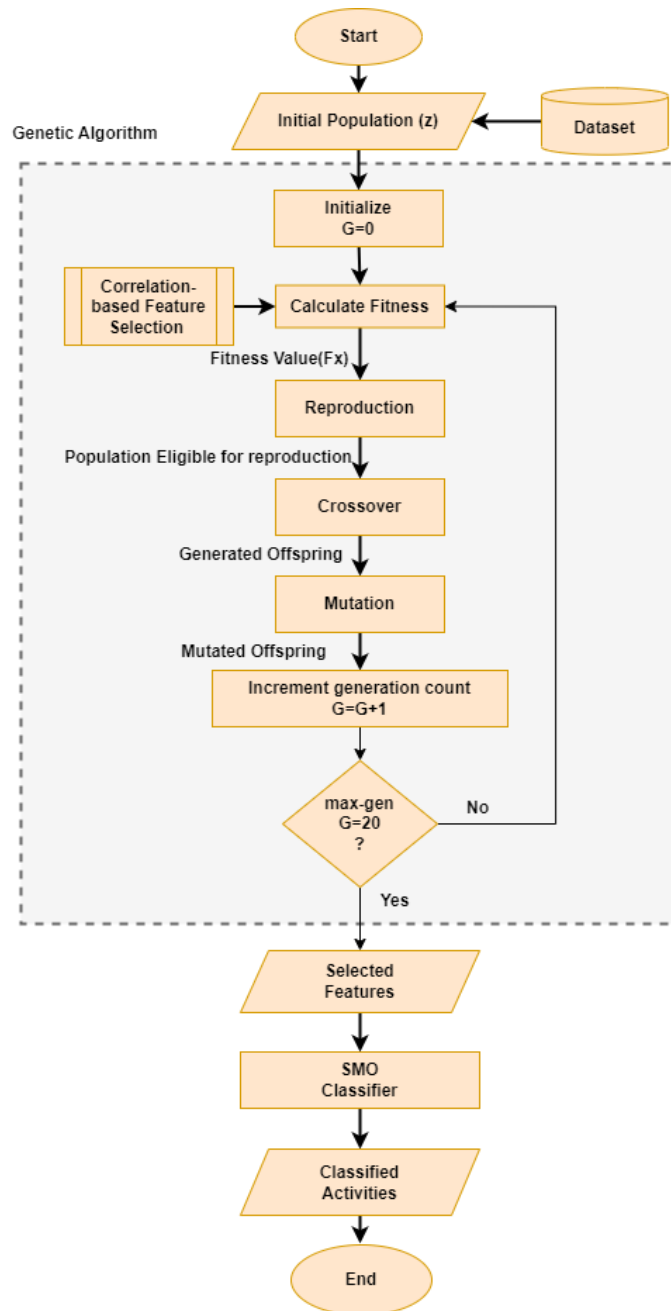 Start
Initial Population (z)
Dataset
Genetic Algorithm
Initialize
G=0
Correlation-
based Feature
Selection
Calculate Fitness
Fitness Value(Fx)
Reproduction
Population Eligible for reproduction
Crossover
Generated Offspring
Mutation
Mutated Offspring
Increment generation count
G=G+1
max-gen
G=20
?
No
Yes
Selected
Features
SMO
Classifier
Classified
Activities
End